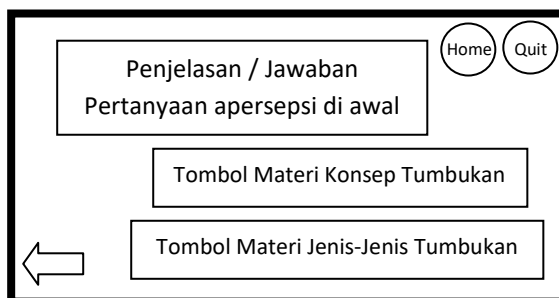 Home
Quit
Penjelasan / Jawaban
Pertanyaan apersepsi di awal
Tombol Materi Konsep Tumbukan
Tombol Materi Jenis-Jenis Tumbukan